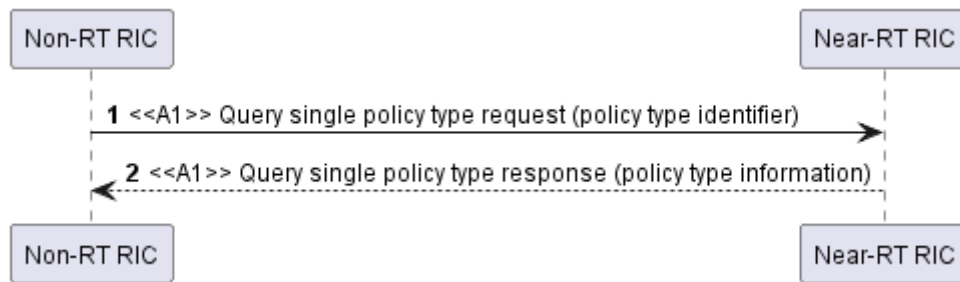 Non-RT RIC
Near-RT RIC
1 <<A1>> Query single policy type request (policy type identifier)
2 <<A1>> Query single policy type response (policy type information)
Non-RT RIC
Near-RT RIC